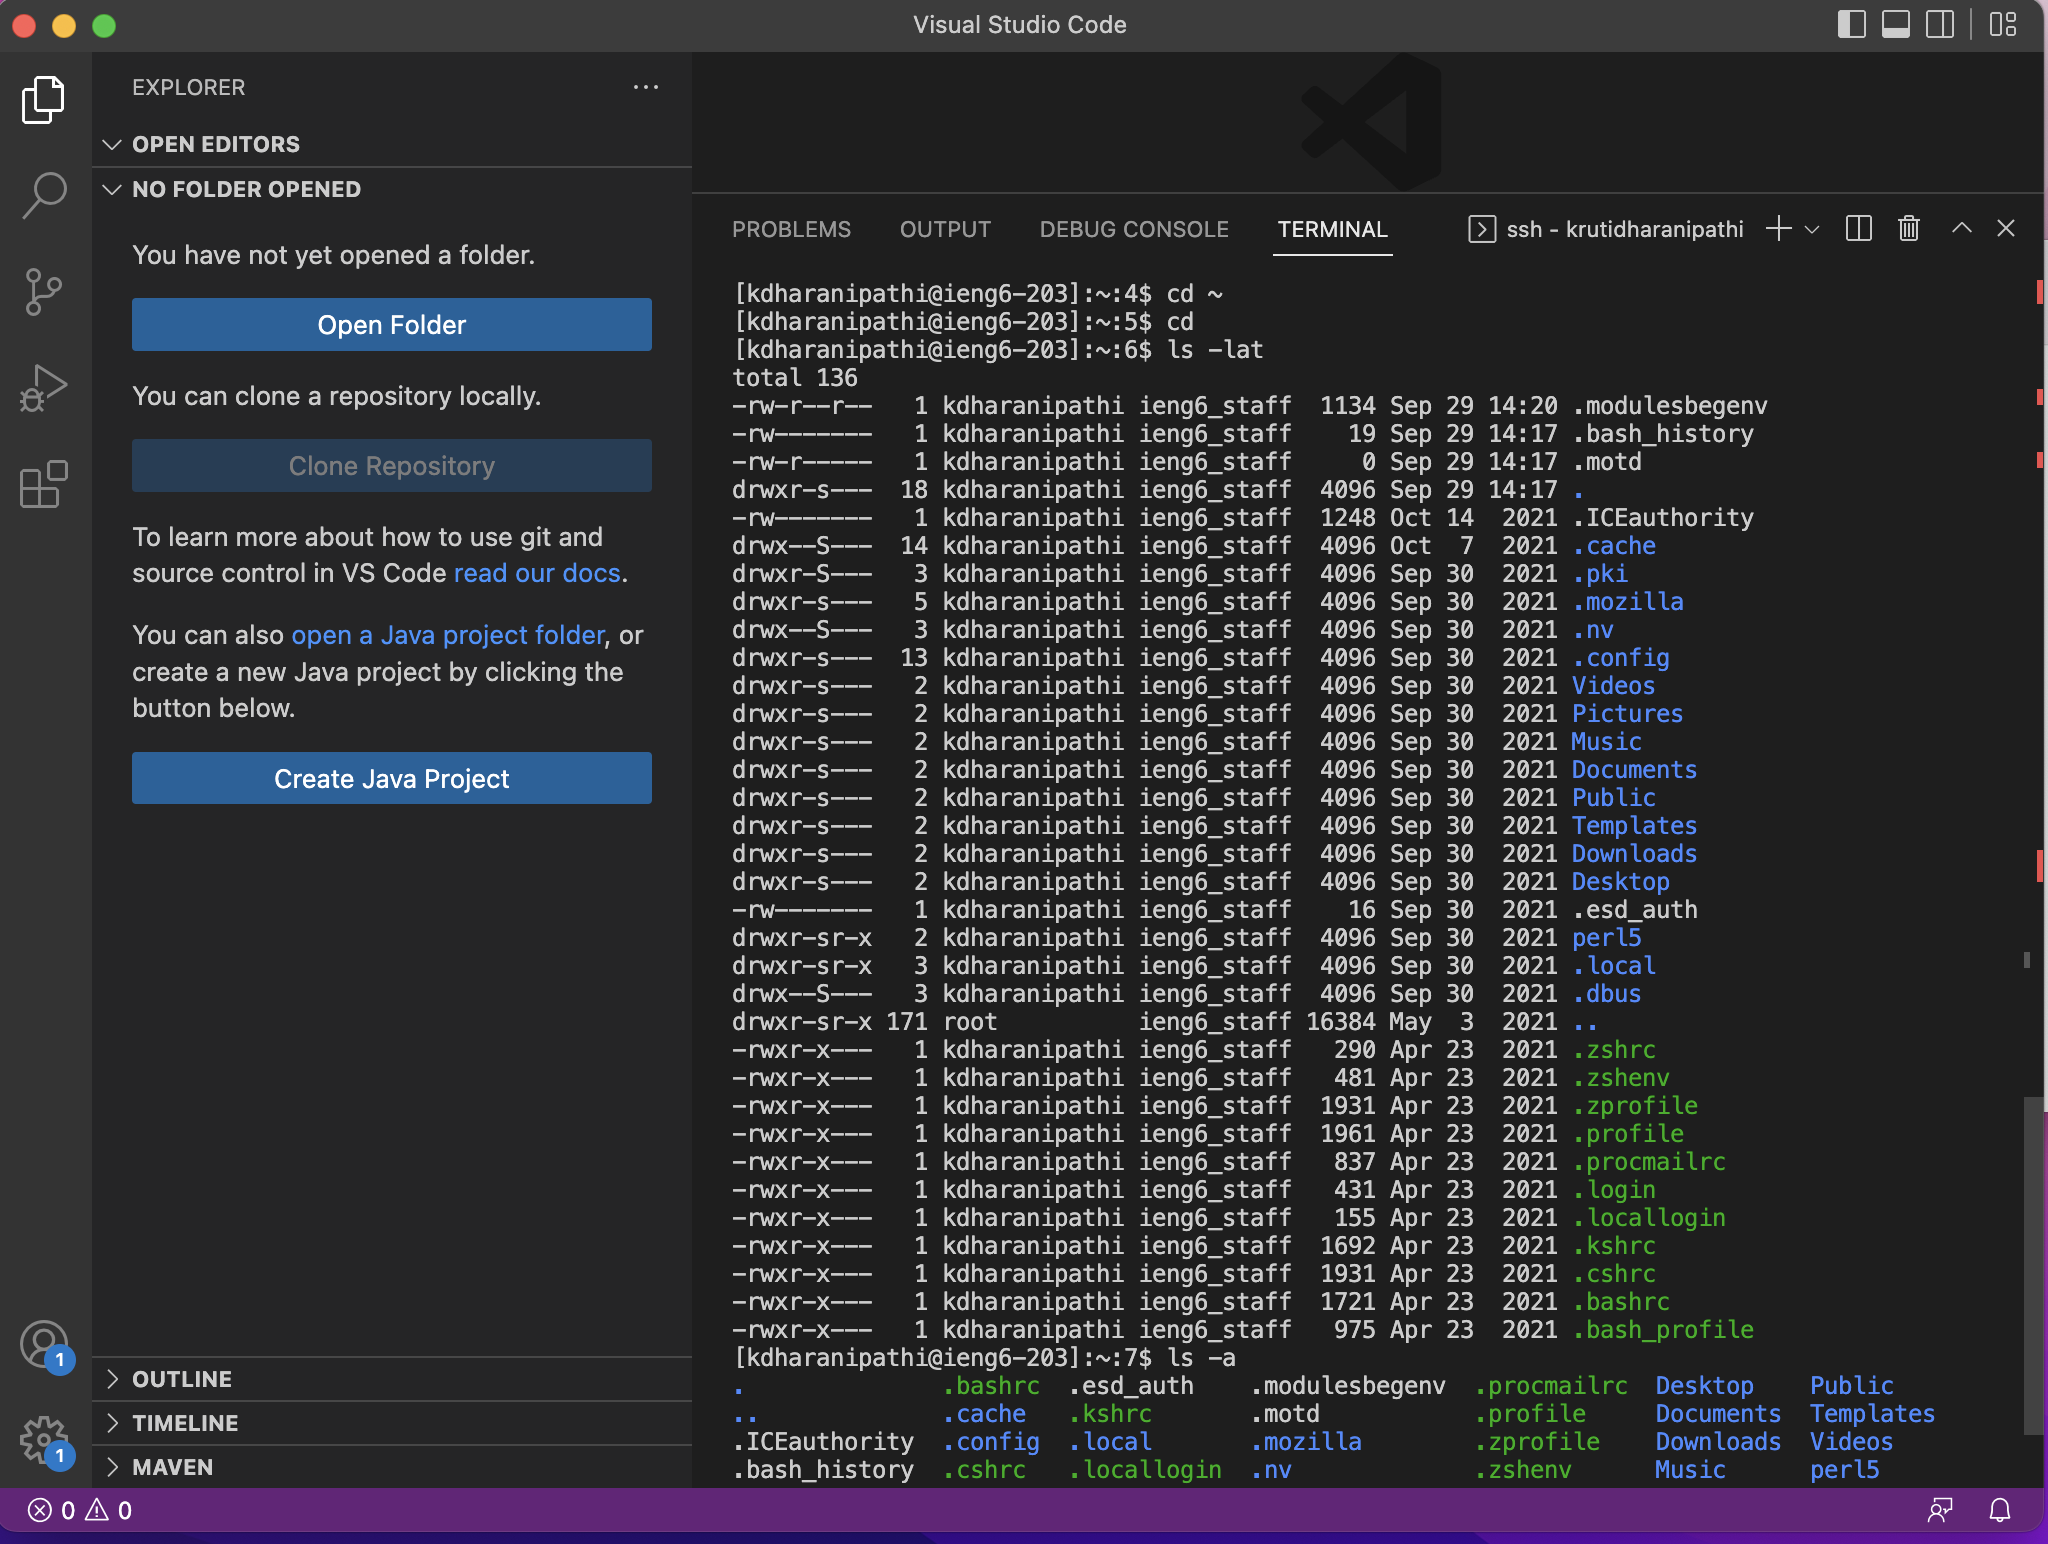 Visual Studio Code
EXPLORER
OPEN EDITORS
NO FOLDER OPENED
You have not yet opened a folder.
Open Folder
You can clone a repository locally.
Clone Repository
To learn more about how to use git and
source control in VS Code read our docs.
You can also open a Java project folder, or
create a new Java project by clicking the
button below.
Create Java Project
OUTLINE
TIMELINE
MAVEN
1
1
PROBLEMS OUTPUT DEBUG CONSOLE TERMINAL ssh - krutidharanipathi
[kdharanipathi@ieng6-203]:~:4$ cd ~
[kdharanipathi@ieng6-203]:~:5$ cd
[kdharanipathi@ieng6-203]:~:6$ ls -lat
total 136
-rw-r--r-- 1 kdharanipathi ieng6_staff 1134 Sep 29 14:20 .modulesbegenv
-rw------- 1 kdharanipathi ieng6_staff 19 Sep 29 14:17 .bash_history
-rw-r----- 1 kdharanipathi ieng6_staff 0 Sep 29 14:17 .motd
drwxr-s--- 18 kdharanipathi ieng6_staff 4096 Sep 29 14:17 .
-rw------- 1 kdharanipathi ieng6_staff 1248 Oct 14 2021 .ICEauthority
drwx--S--- 14 kdharanipathi ieng6_staff 4096 Oct 7 2021 .cache
drwxr-S--- 3 kdharanipathi ieng6_staff 4096 Sep 30 2021 .pki
drwxr-s--- 5 kdharanipathi ieng6_staff 4096 Sep 30 2021 .mozilla
drwx--S--- 3 kdharanipathi ieng6_staff 4096 Sep 30 2021 .nv
drwxr-s--- 13 kdharanipathi ieng6_staff 4096 Sep 30 2021 .config
drwxr-s--- 2 kdharanipathi ieng6_staff 4096 Sep 30 2021 Videos
drwxr-s--- 2 kdharanipathi ieng6_staff 4096 Sep 30 2021 Pictures
drwxr-s--- 2 kdharanipathi ieng6_staff 4096 Sep 30 2021 Music
drwxr-s--- 2 kdharanipathi ieng6_staff 4096 Sep 30 2021 Documents
drwxr-s--- 2 kdharanipathi ieng6_staff 4096 Sep 30 2021 Public
drwxr-s--- 2 kdharanipathi ieng6_staff 4096 Sep 30 2021 Templates
drwxr-s--- 2 kdharanipathi ieng6_staff 4096 Sep 30 2021 Downloads
drwxr-s--- 2 kdharanipathi ieng6_staff 4096 Sep 30 2021 Desktop
-rw------- 1 kdharanipathi ieng6_staff 16 Sep 30 2021 .esd_auth
drwxr-sr-x 2 kdharanipathi ieng6_staff 4096 Sep 30 2021 perl5
drwxr-sr-x 3 kdharanipathi ieng6_staff 4096 Sep 30 2021 .local
drwx--S--- 3 kdharanipathi ieng6_staff 4096 Sep 30 2021 .dbus
drwxr-sr-x 171 root ieng6_staff 16384 May 3 2021 ..
-rwxr-x--- 1 kdharanipathi ieng6_staff 290 Apr 23 2021 .zshrc
-rwxr-x--- 1 kdharanipathi ieng6_staff 481 Apr 23 2021 .zshenv
-rwxr-x--- 1 kdharanipathi ieng6_staff 1931 Apr 23 2021 .zprofile
-rwxr-x--- 1 kdharanipathi ieng6_staff 1961 Apr 23 2021 .profile
-rwxr-x--- 1 kdharanipathi ieng6_staff 837 Apr 23 2021 .procmailrc
-rwxr-x--- 1 kdharanipathi ieng6_staff 431 Apr 23 2021 .login
-rwxr-x--- 1 kdharanipathi ieng6_staff 155 Apr 23 2021 .locallogin
-rwxr-x--- 1 kdharanipathi ieng6_staff 1692 Apr 23 2021 .kshrc
-rwxr-x--- 1 kdharanipathi ieng6_staff 1931 Apr 23 2021 .cshrc
-rwxr-x--- 1 kdharanipathi ieng6_staff 1721 Apr 23 2021 .bashrc
-rwxr-x--- 1 kdharanipathi ieng6_staff 975 Apr 23 2021 .bash_profile
[kdharanipathi@ieng6-203]:~:7$ ls -a
. .bashrc .esd_auth .modulesbegenv .procmailrc Desktop Public
.. .cache .kshrc .motd .profile Documents Templates
.ICEauthority .config .local .mozilla .zprofile Downloads Videos
.bash_history .cshrc .locallogin .nv .zshenv Music perl5
0 0